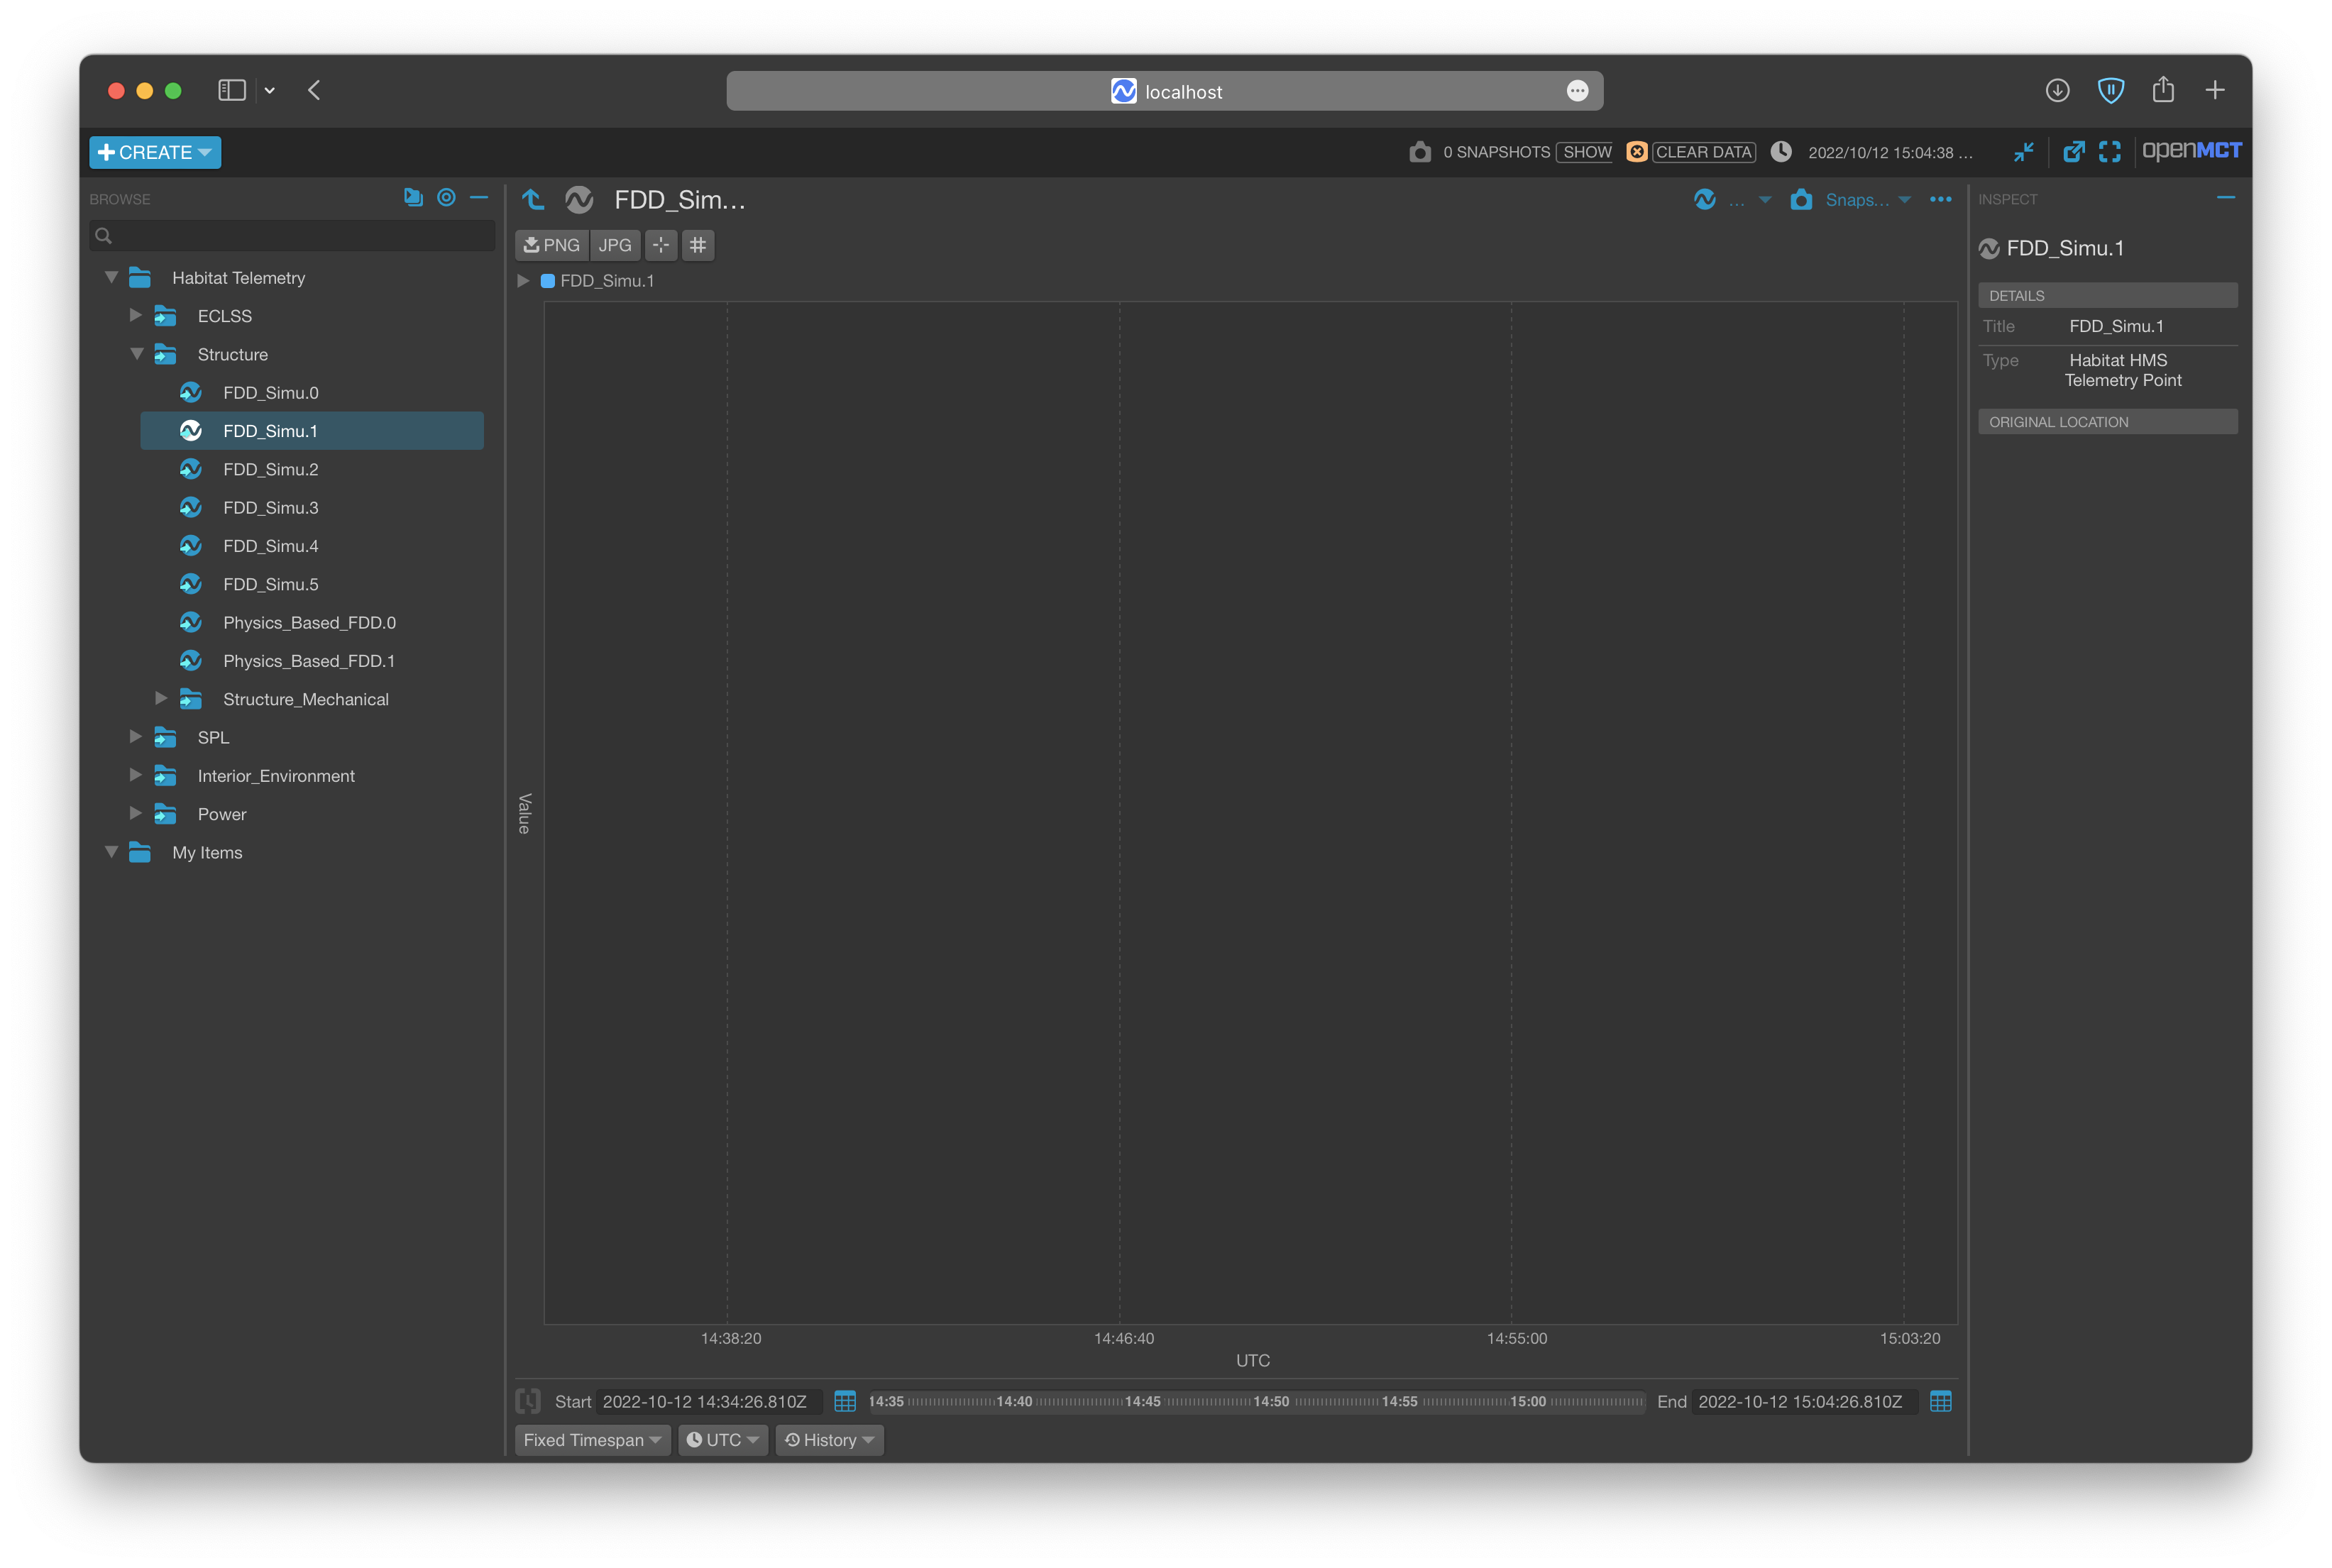 localhost
CREATE
0 SNAPSHOTS SHOW CLEAR DATA 2022/10/12 15:04:38 ... openMCT
BROWSE
FDD_Sim...
... Snaps...
INSPECT
PNG JPG
FDD_Simu.1
FDD_Simu.1
DETAILS
Title FDD_Simu.1
Type Habitat HMS
Telemetry Point
ORIGINAL LOCATION
Habitat Telemetry
ECLSS
Structure
FDD_Simu.0
FDD_Simu.1
FDD_Simu.2
FDD_Simu.3
FDD_Simu.4
FDD_Simu.5
Physics_Based_FDD.0
Physics_Based_FDD.1
Structure_Mechanical
SPL
Interior_Environment
Power
My Items
Value
14:38:20 14:46:40 14:55:00 15:03:20
UTC
Start 2022-10-12 14:34:26.810Z 14:35 14:40 14:45 14:50 14:55 15:00 End 2022-10-12 15:04:26.810Z
Fixed Timespan UTC History